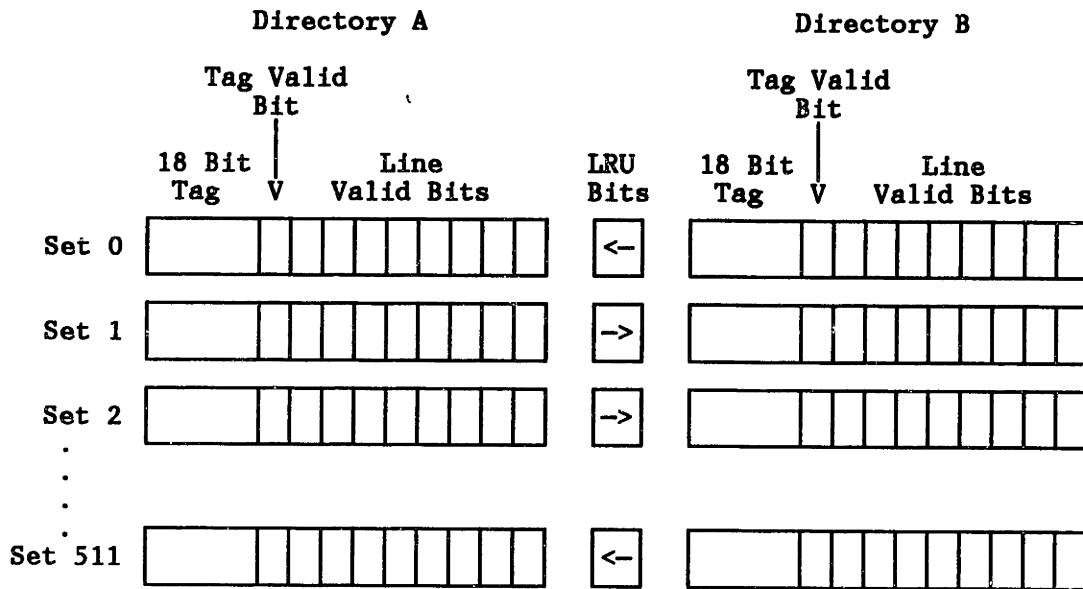 Directory A
Directory B
Tag Valid
Bit
Tag Valid
Bit
18 Bit
Tag
V
Line
Valid Bits
LRU
Bits
18 Bit
Tag
V
Line
Valid Bits
Set 0
<-
Set 1
->
Set 2
->
Set 511
<-